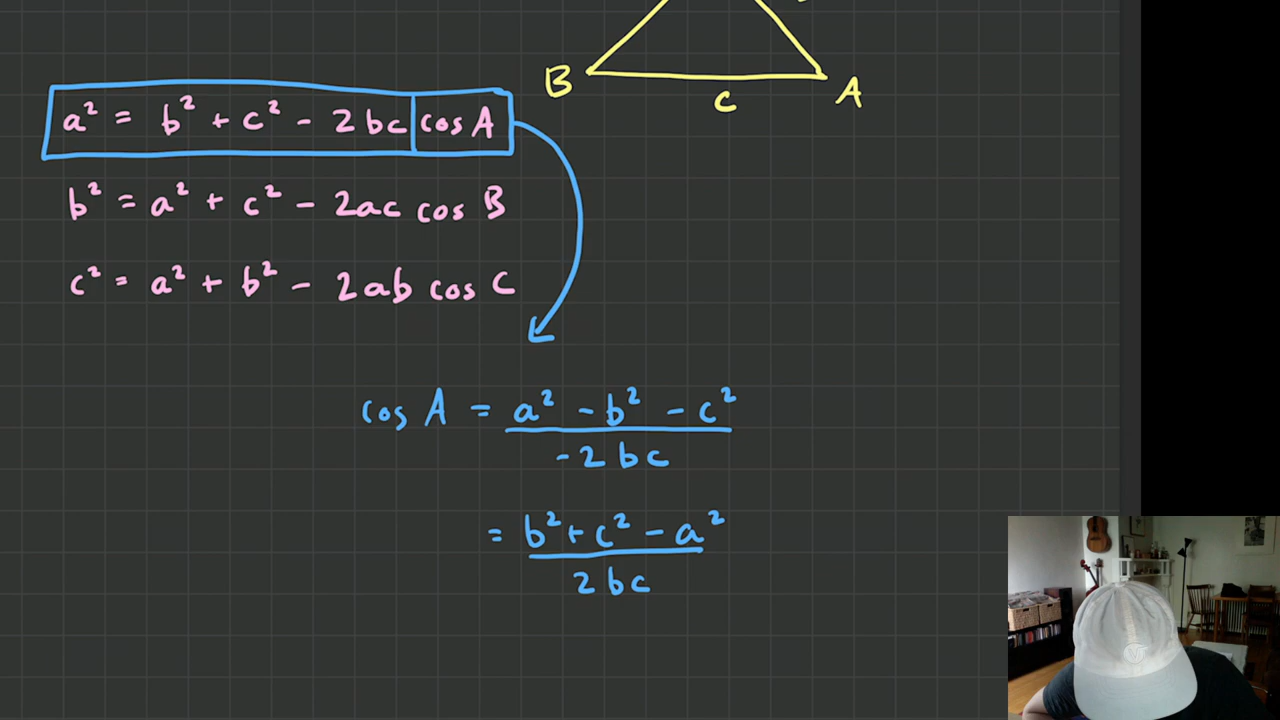 B
c
A
a² = b² + c² - 2bc cos A
b² = a² + c² - 2ac cos B
c² = a² + b² - 2ab cos C
cos A = a² - b² - c²
-2bc
= b² + c² - a²
2bc